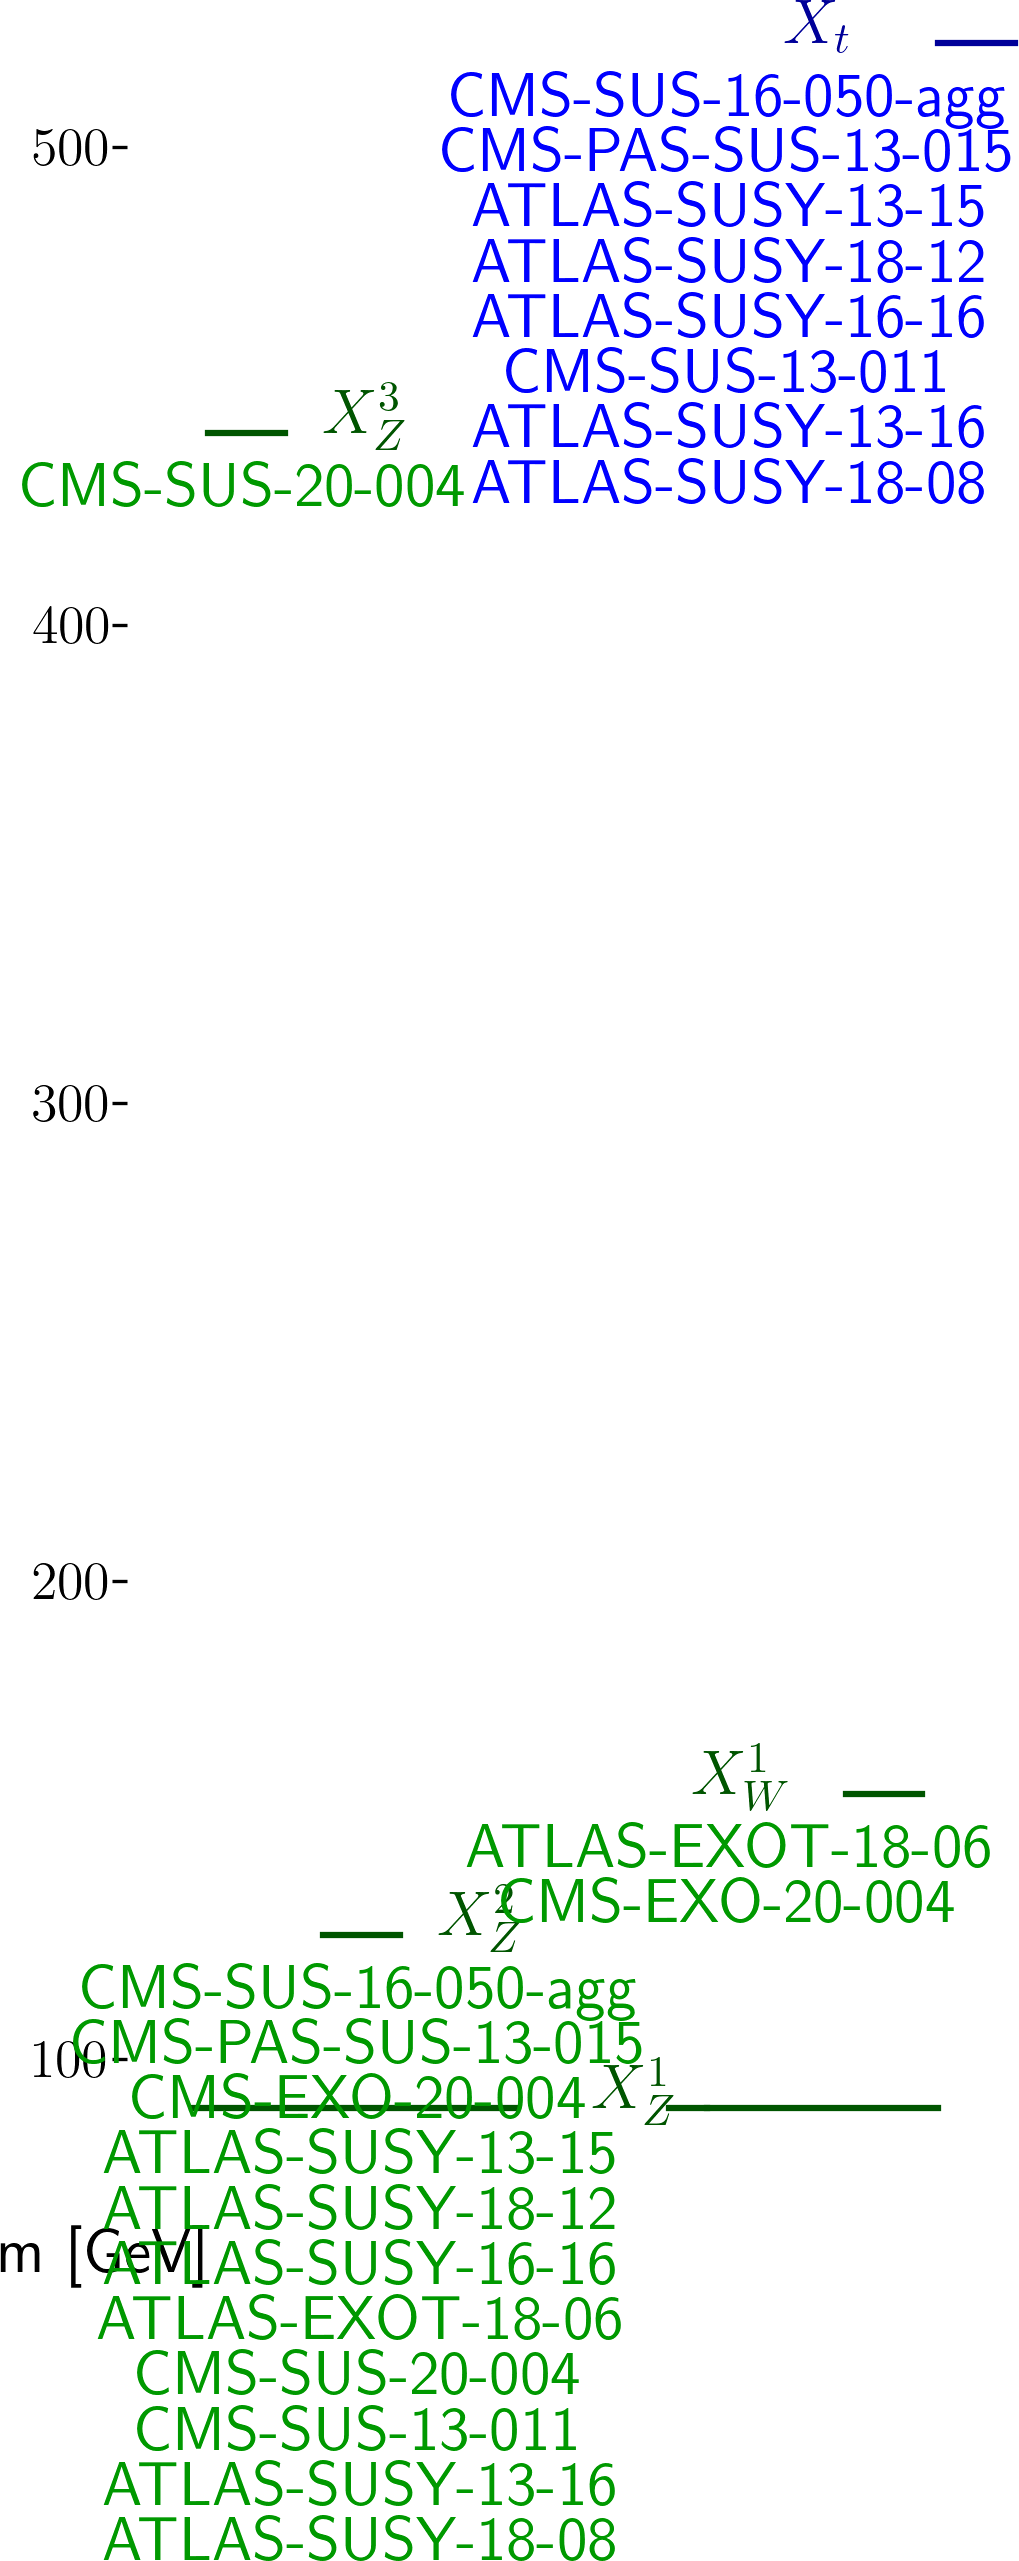 X_t
CMS-SUS-16-050-agg
500-
CMS-PAS-SUS-13-015
ATLAS-SUSY-13-15
ATLAS-SUSY-18-12
ATLAS-SUSY-16-16
CMS-SUS-13-011
X_Z^3
ATLAS-SUSY-13-16
CMS-SUS-20-004
ATLAS-SUSY-18-08
400-
300-
200-
X_W^1
ATLAS-EXOT-18-06
CMS-EXO-20-004
X_Z^2
CMS-SUS-16-050-agg
CMS-PAS-SUS-13-015
100-
CMS-EXO-20-004
X_Z^1
ATLAS-SUSY-13-15
ATLAS-SUSY-18-12
m [GeV]
ATLAS-SUSY-16-16
ATLAS-EXOT-18-06
CMS-SUS-20-004
CMS-SUS-13-011
ATLAS-SUSY-13-16
ATLAS-SUSY-18-08